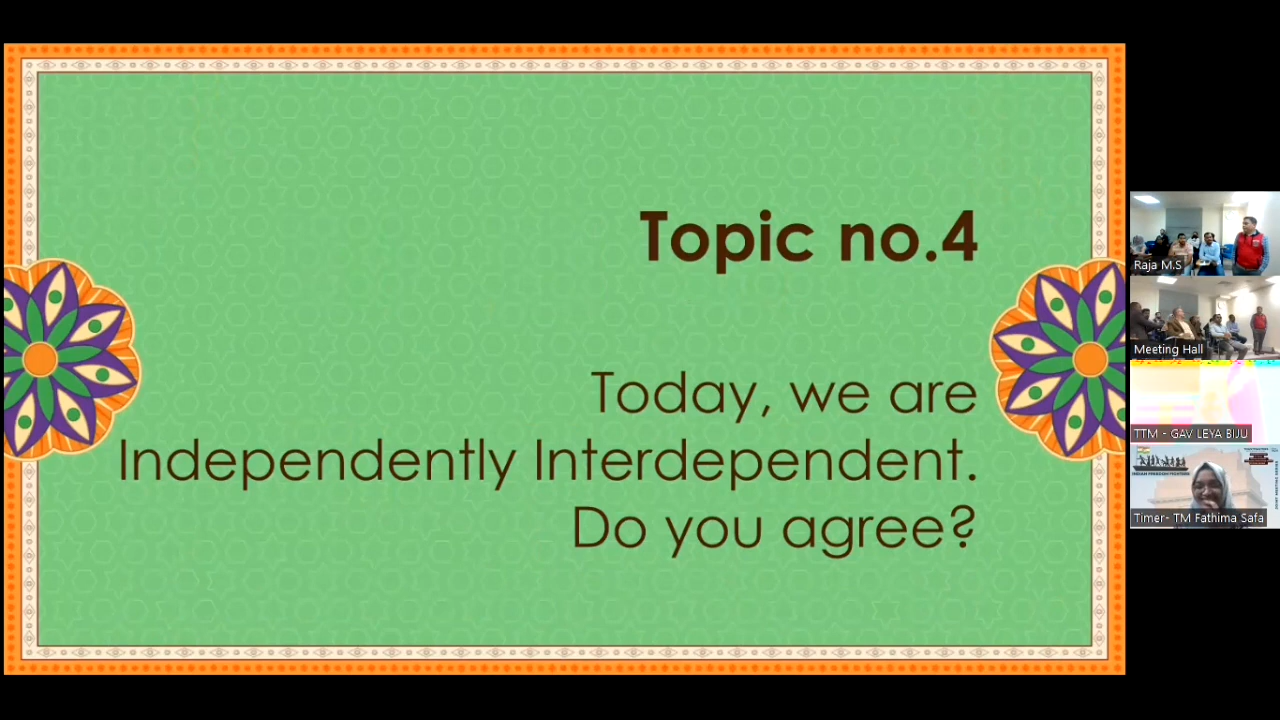 Topic no.4
Today, we are
Independently Interdependent.
Do you agree?
Raja M.S
Meeting Hall
TTM - GAV LEYA BIJU
Timer- TM Fathima Safa